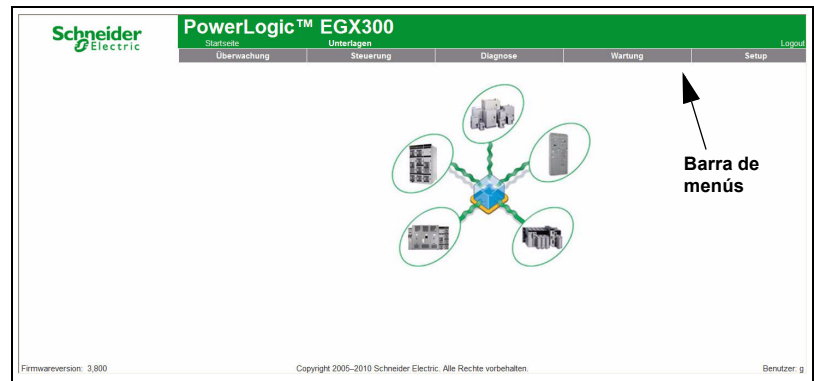 Schneider
Electric
PowerLogic™ EGX300
Startseite Unterlagen Logout
Überwachung Steuerung Diagnose Wartung Setup
Barra de
menús
Firmwareversion: 3,800 Copyright 2005–2010 Schneider Electric. Alle Rechte vorbehalten. Benutzer: g